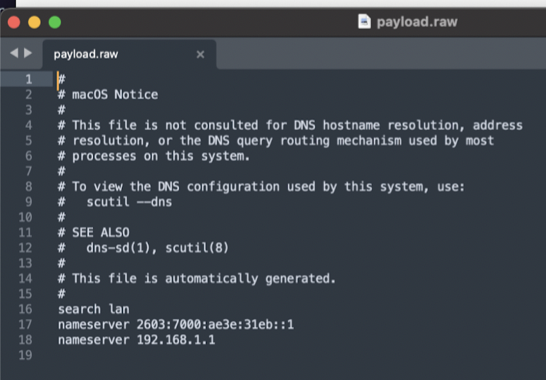 payload.raw
payload.raw
1 #
2 # macOS Notice
3 #
4 # This file is not consulted for DNS hostname resolution, address
5 # resolution, or the DNS query routing mechanism used by most
6 # processes on this system.
7 #
8 # To view the DNS configuration used by this system, use:
9 #   scutil --dns
10 #
11 # SEE ALSO
12 #   dns-sd(1), scutil(8)
13 #
14 # This file is automatically generated.
15 #
16 search lan
17 nameserver 2603:7000:ae3e:31eb::1
18 nameserver 192.168.1.1
19